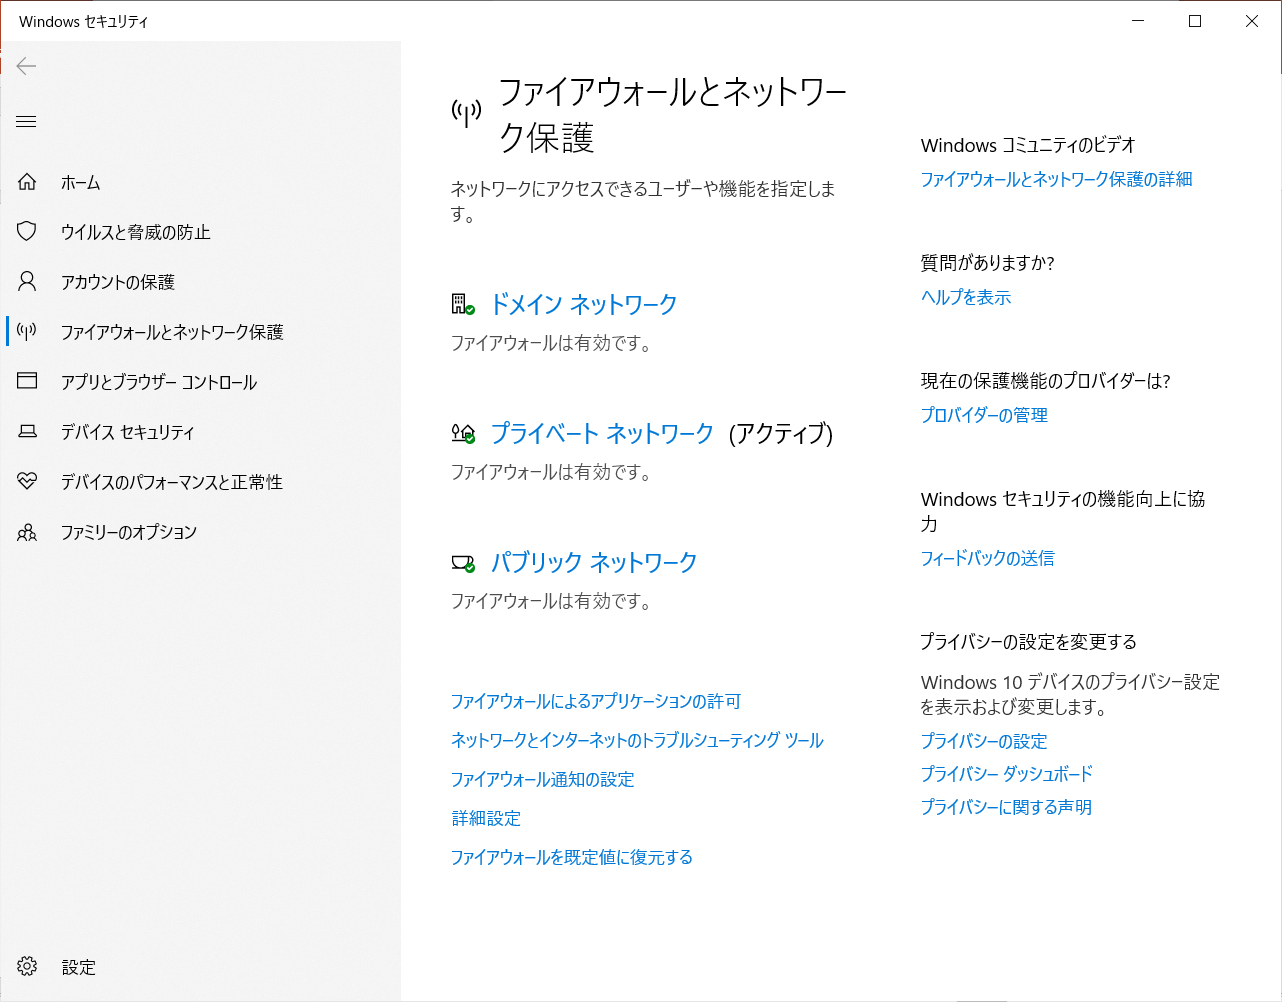 Windows セキュリティ
ホーム
ウイルスと脅威の防止
アカウントの保護
ファイアウォールとネットワーク保護
アプリとブラウザー コントロール
デバイス セキュリティ
デバイスのパフォーマンスと正常性
ファミリーのオプション
設定
ファイアウォールとネットワー
ク保護
ネットワークにアクセスできるユーザーや機能を指定しま
す。
ドメイン ネットワーク
ファイアウォールは有効です。
プライベート ネットワーク (アクティブ)
ファイアウォールは有効です。
パブリック ネットワーク
ファイアウォールは有効です。
ファイアウォールによるアプリケーションの許可
ネットワークとインターネットのトラブルシューティング ツール
ファイアウォール通知の設定
詳細設定
ファイアウォールを既定値に復元する
Windows コミュニティのビデオ
ファイアウォールとネットワーク保護の詳細
質問がありますか?
ヘルプを表示
現在の保護機能のプロバイダーは?
プロバイダーの管理
Windows セキュリティの機能向上に協
力
フィードバックの送信
プライバシーの設定を変更する
Windows 10 デバイスのプライバシー設定
を表示および変更します。
プライバシーの設定
プライバシー ダッシュボード
プライバシーに関する声明